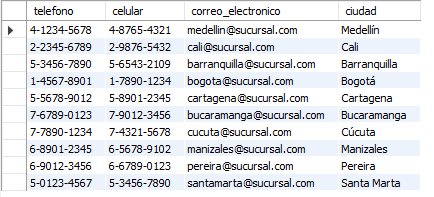 telefono celular correo_electronico ciudad
4-1234-5678 4-8765-4321 medellin@sucursal.com Medellín
2-2345-6789 2-9876-5432 cali@sucursal.com Cali
5-3456-7890 5-6543-2109 barranquilla@sucursal.com Barranquilla
1-4567-8901 1-7890-1234 bogota@sucursal.com Bogotá
5-5678-9012 5-8901-2345 cartagena@sucursal.com Cartagena
7-6789-0123 7-9012-3456 bucaramanga@sucursal.com Bucaramanga
7-7890-1234 7-4321-5678 cucuta@sucursal.com Cúcuta
6-8901-2345 6-5678-9102 manizales@sucursal.com Manizales
6-9012-3456 6-6789-0123 pereira@sucursal.com Pereira
5-0123-4567 5-3456-7890 santamarta@sucursal.com Santa Marta